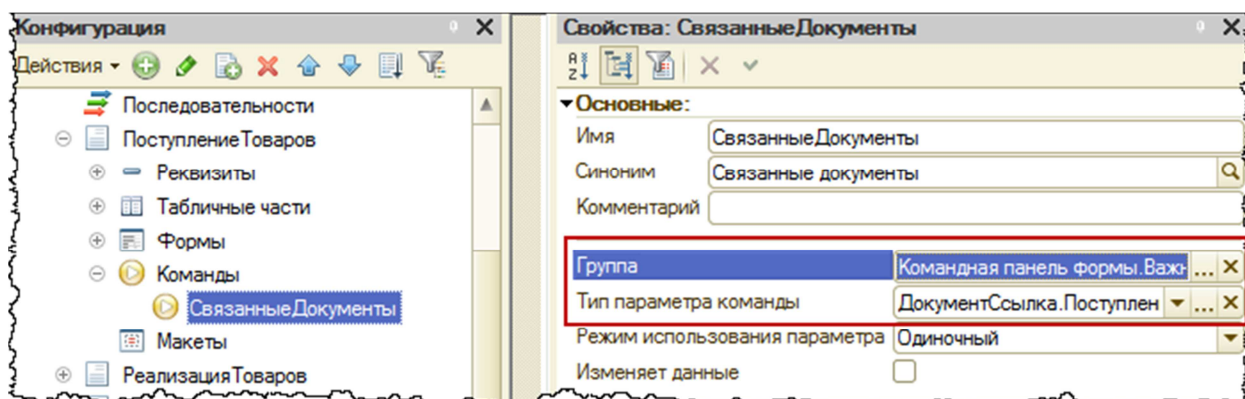 Конфигурация
Действия
Последовательности
ПоступлениеТоваров
Реквизиты
Табличные части
Формы
Команды
СвязанныеДокументы
Макеты
РеализацияТоваров
Свойства: СвязанныеДокументы
Основные:
Имя СвязанныеДокументы
Синоним Связанные документы
Комментарий
Группа Командная панель формы.Важн ...
Тип параметра команды ДокументСсылка.Поступлен ...
Режим использования параметра Одиночный
Изменяет данные